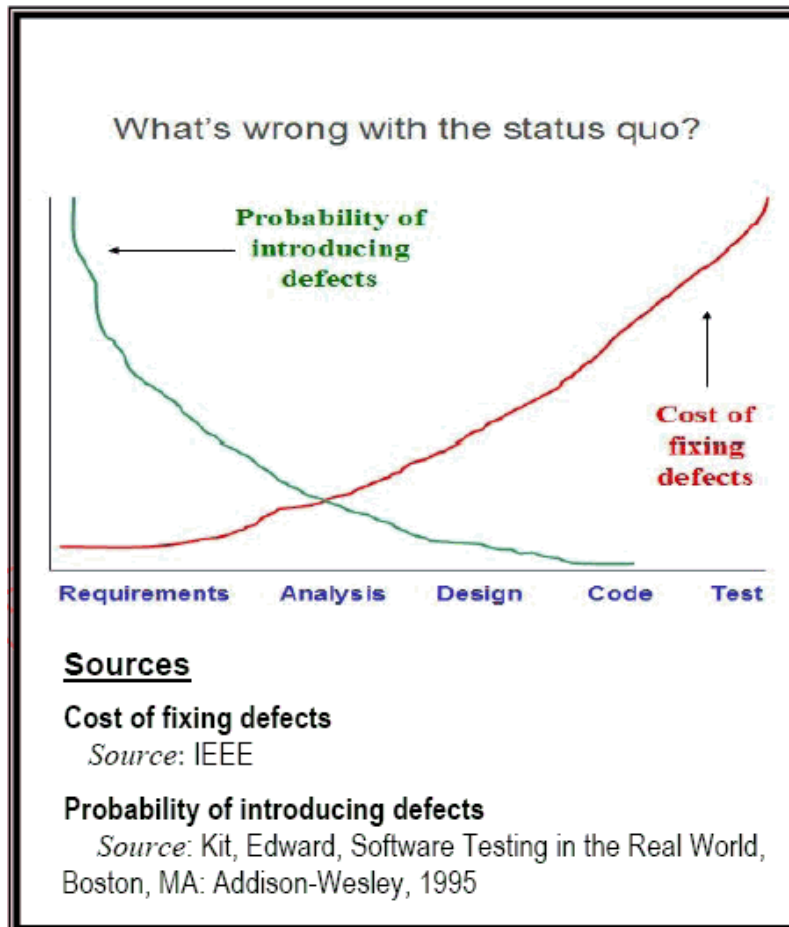 What's wrong with the status quo?
Probability of
introducing
defects
Cost of
fixing
defects
Requirements Analysis Design Code Test
Sources
Cost of fixing defects
Source: IEEE
Probability of introducing defects
Source: Kit, Edward, Software Testing in the Real World,
Boston, MA: Addison-Wesley, 1995